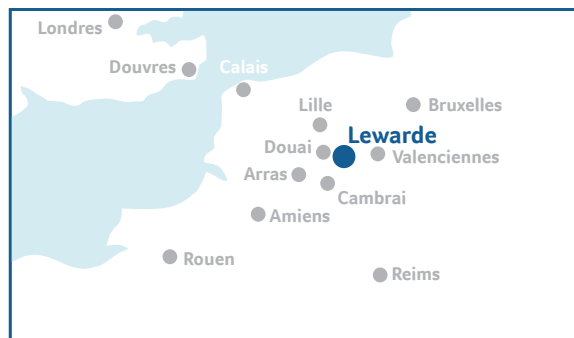 Londres
Douvres
Calais
Lille
Bruxelles
Lewarde
Douai
Valenciennes
Arras
Cambrai
Amiens
Rouen
Reims